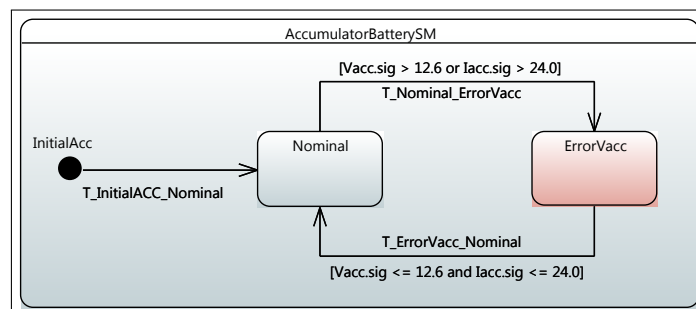 AccumulatorBatterySM
[Vacc.sig > 12.6 or Iacc.sig > 24.0]
T_Nominal_ErrorVacc
InitialAcc
Nominal
ErrorVacc
T_InitialACC_Nominal
T_ErrorVacc_Nominal
[Vacc.sig <= 12.6 and Iacc.sig <= 24.0]